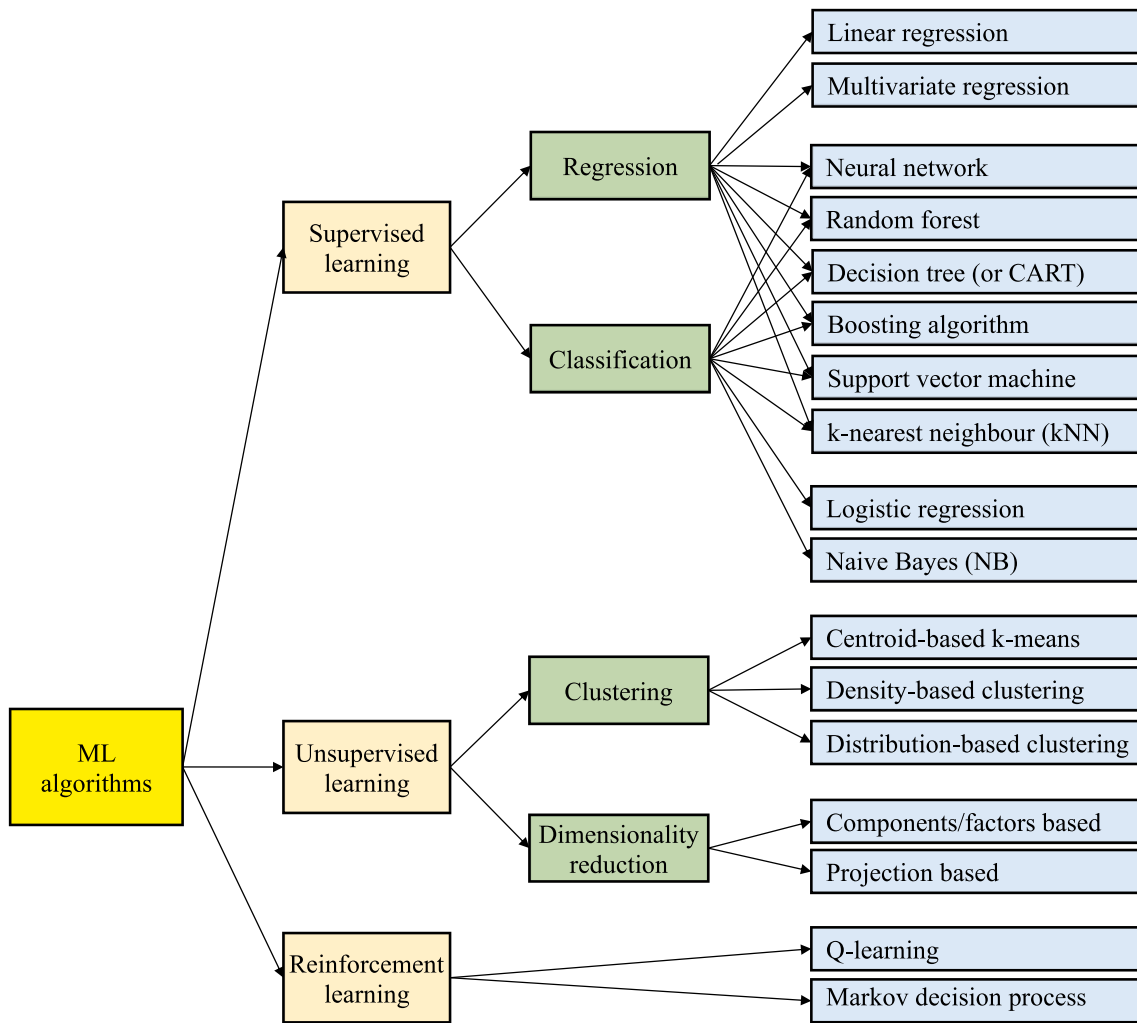 ML
algorithms
Supervised
learning
Unsupervised
learning
Reinforcement
learning
Regression
Classification
Clustering
Dimensionality
reduction
Linear regression
Multivariate regression
Neural network
Random forest
Decision tree (or CART)
Boosting algorithm
Support vector machine
k-nearest neighbour (kNN)
Logistic regression
Naive Bayes (NB)
Centroid-based k-means
Density-based clustering
Distribution-based clustering
Components/factors based
Projection based
Q-learning
Markov decision process